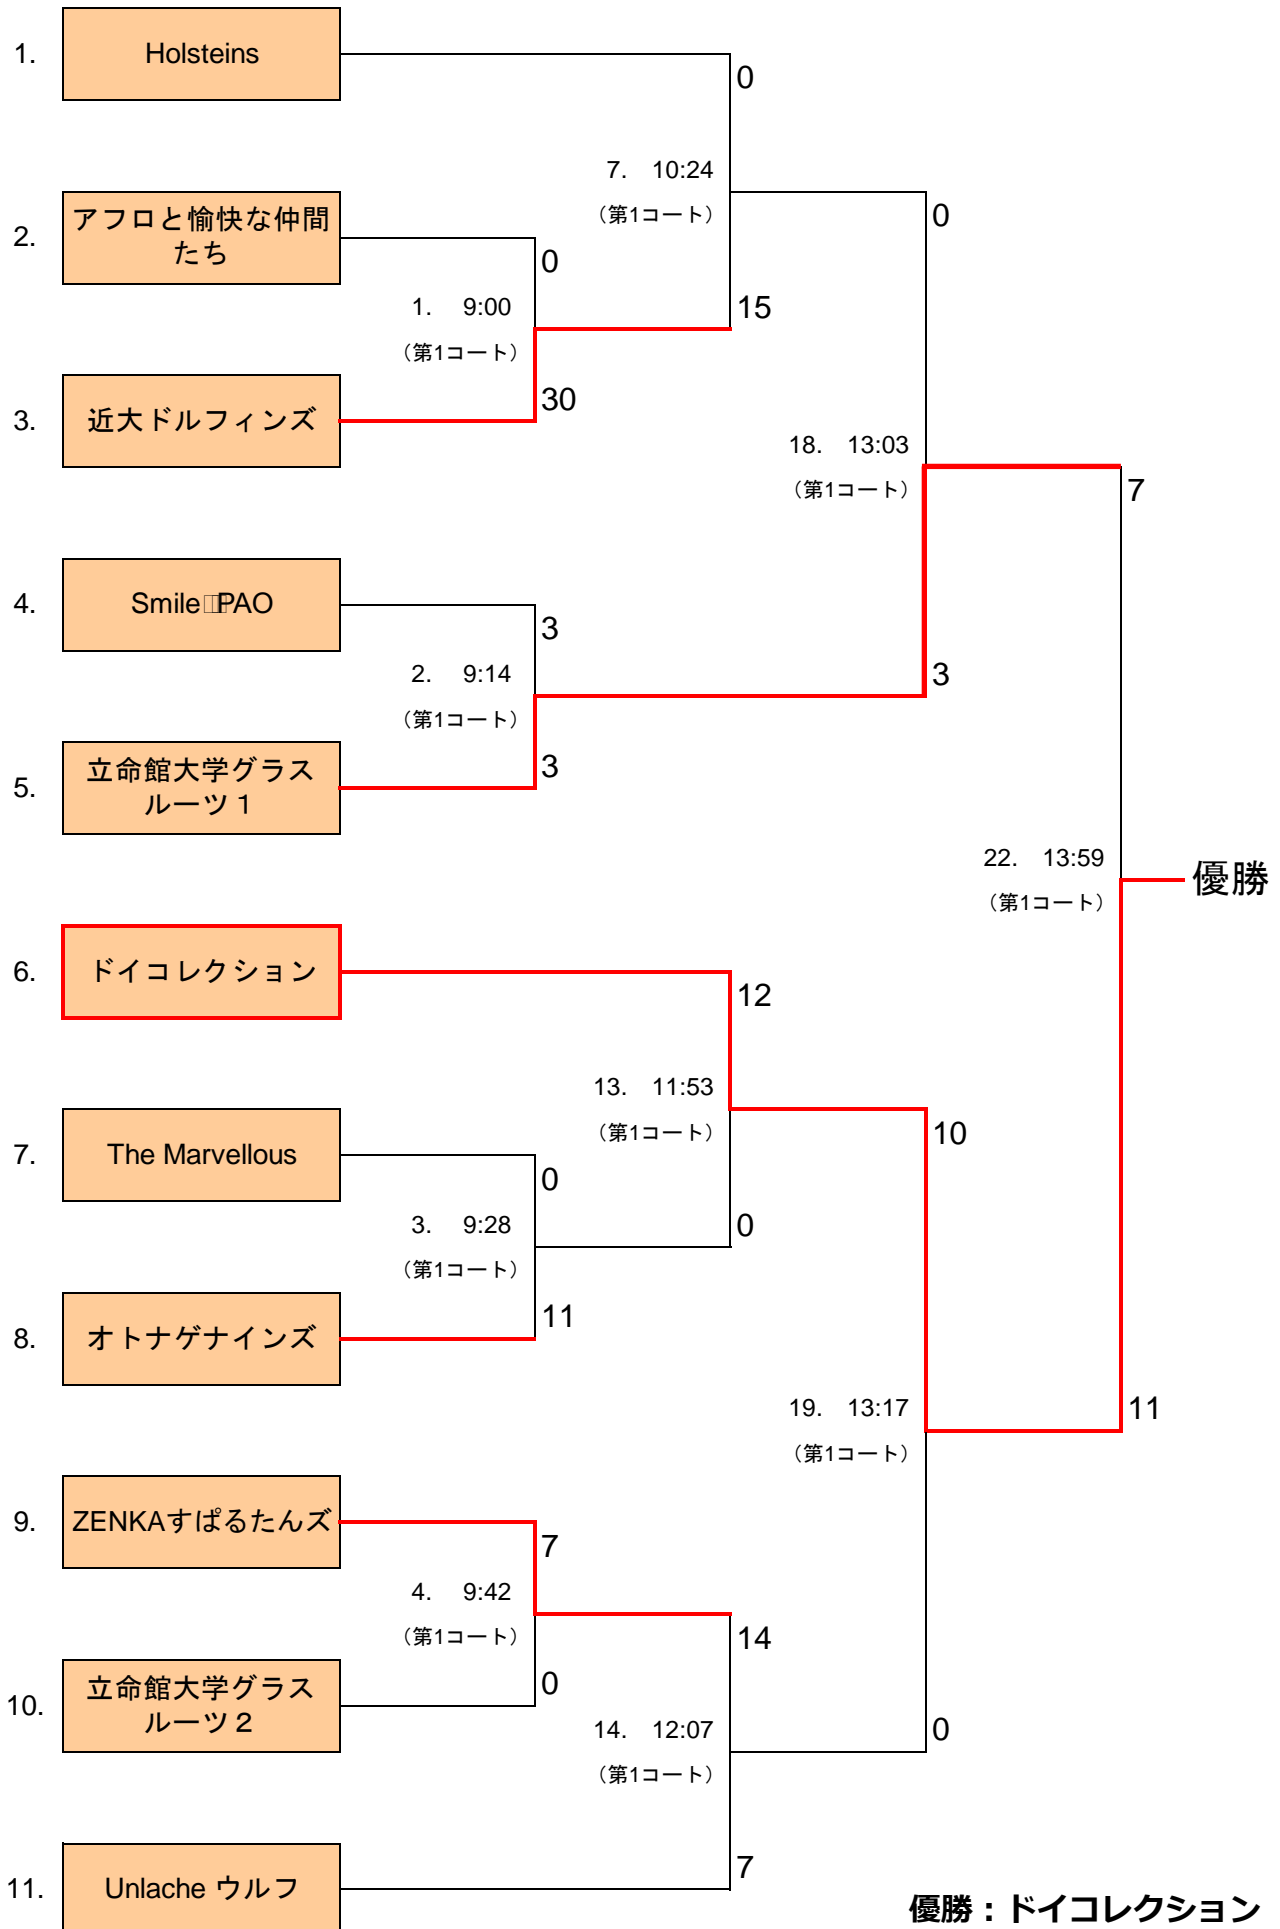 1.
Holsteins
0
7. 10:24
（第1コート）
2.
アフロと愉快な仲間
たち
0
0
1. 9:00
（第1コート）
15
3.
近大ドルフィンズ
30
18. 13:03
（第1コート）
7
4.
Smile PAO
3
2. 9:14
（第1コート）
3
5.
立命館大学グラス
ルーツ１
3
22. 13:59
（第1コート）
優勝
6.
ドイコレクション
12
13. 11:53
（第1コート）
10
7.
The Marvellous
0
3. 9:28
（第1コート）
0
8.
オトナゲナインズ
11
19. 13:17
（第1コート）
11
9.
ZENKAすぱるたんズ
7
4. 9:42
（第1コート）
14
10.
立命館大学グラス
ルーツ２
0
14. 12:07
（第1コート）
0
11.
Unlache ウルフ
7
優勝：ドイコレクション